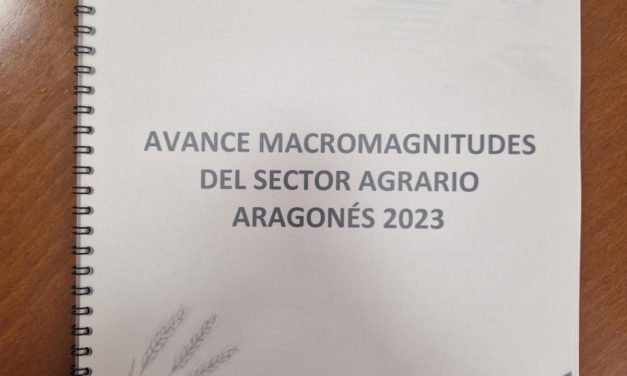 AVANCE MACROMAGNITUDES
DEL SECTOR AGRARIO
ARAGONÉS 2023